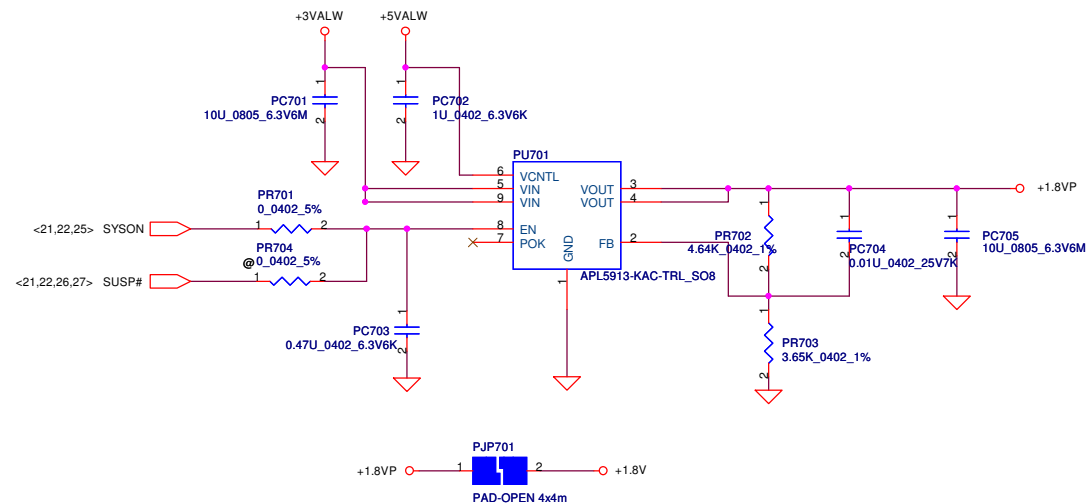 +3VALW
+5VALW
1
PC701
10U_0805_6.3V6M
2
1
PC702
1U_0402_6.3V6K
2
PU701
6 VCNTL
5 VIN
9 VIN
8 EN
7 POK
GND
1
VOUT 3
VOUT 4
FB 2
APL5913-KAC-TRL_SO8
PR701
0_0402_5%
<21,22,25> SYSON
1 2
PR704
@ 0_0402_5%
<21,22,26,27> SUSP#
1 2
1
PC703
0.47U_0402_6.3V6K
2
+1.8VP
1
PR702
4.64K_0402_1%
2
1
PC704
0.01U_0402_25V7K
2
1
PC705
10U_0805_6.3V6M
2
1
PR703
3.65K_0402_1%
2
PJP701
+1.8VP 1 2 +1.8V
PAD-OPEN 4x4m